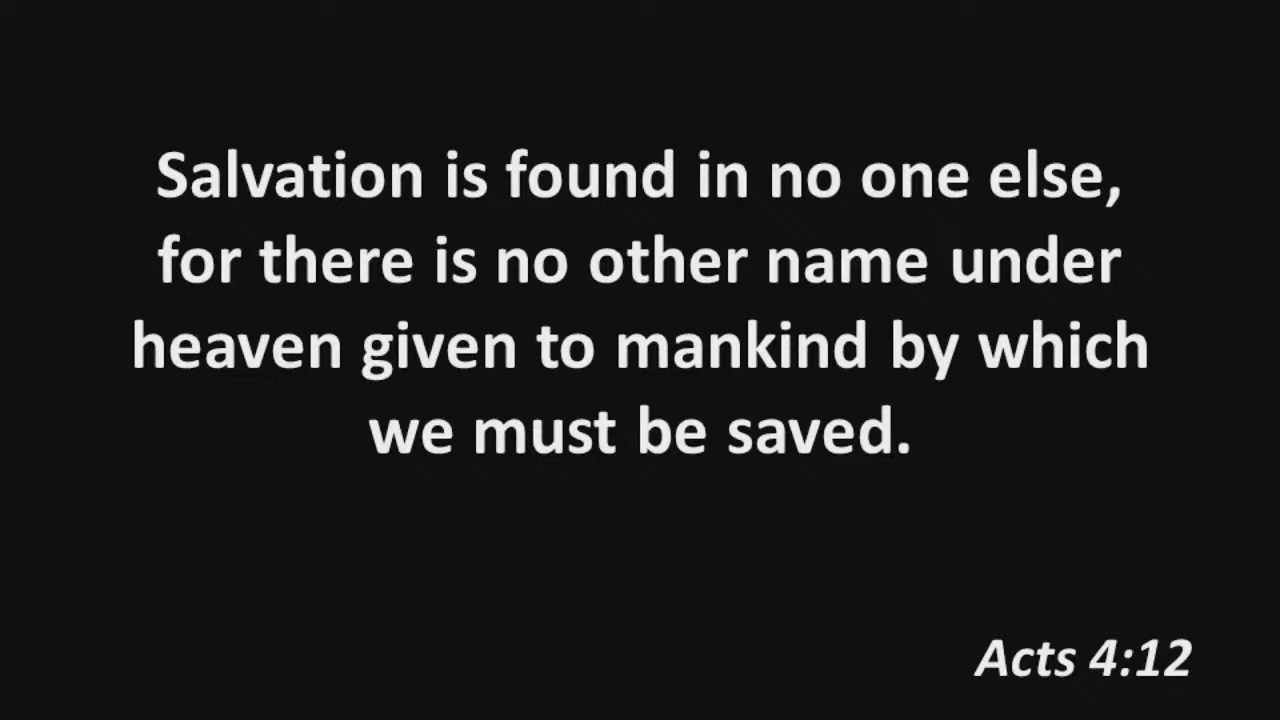 Salvation is found in no one else,
for there is no other name under
heaven given to mankind by which
we must be saved.
Acts 4:12